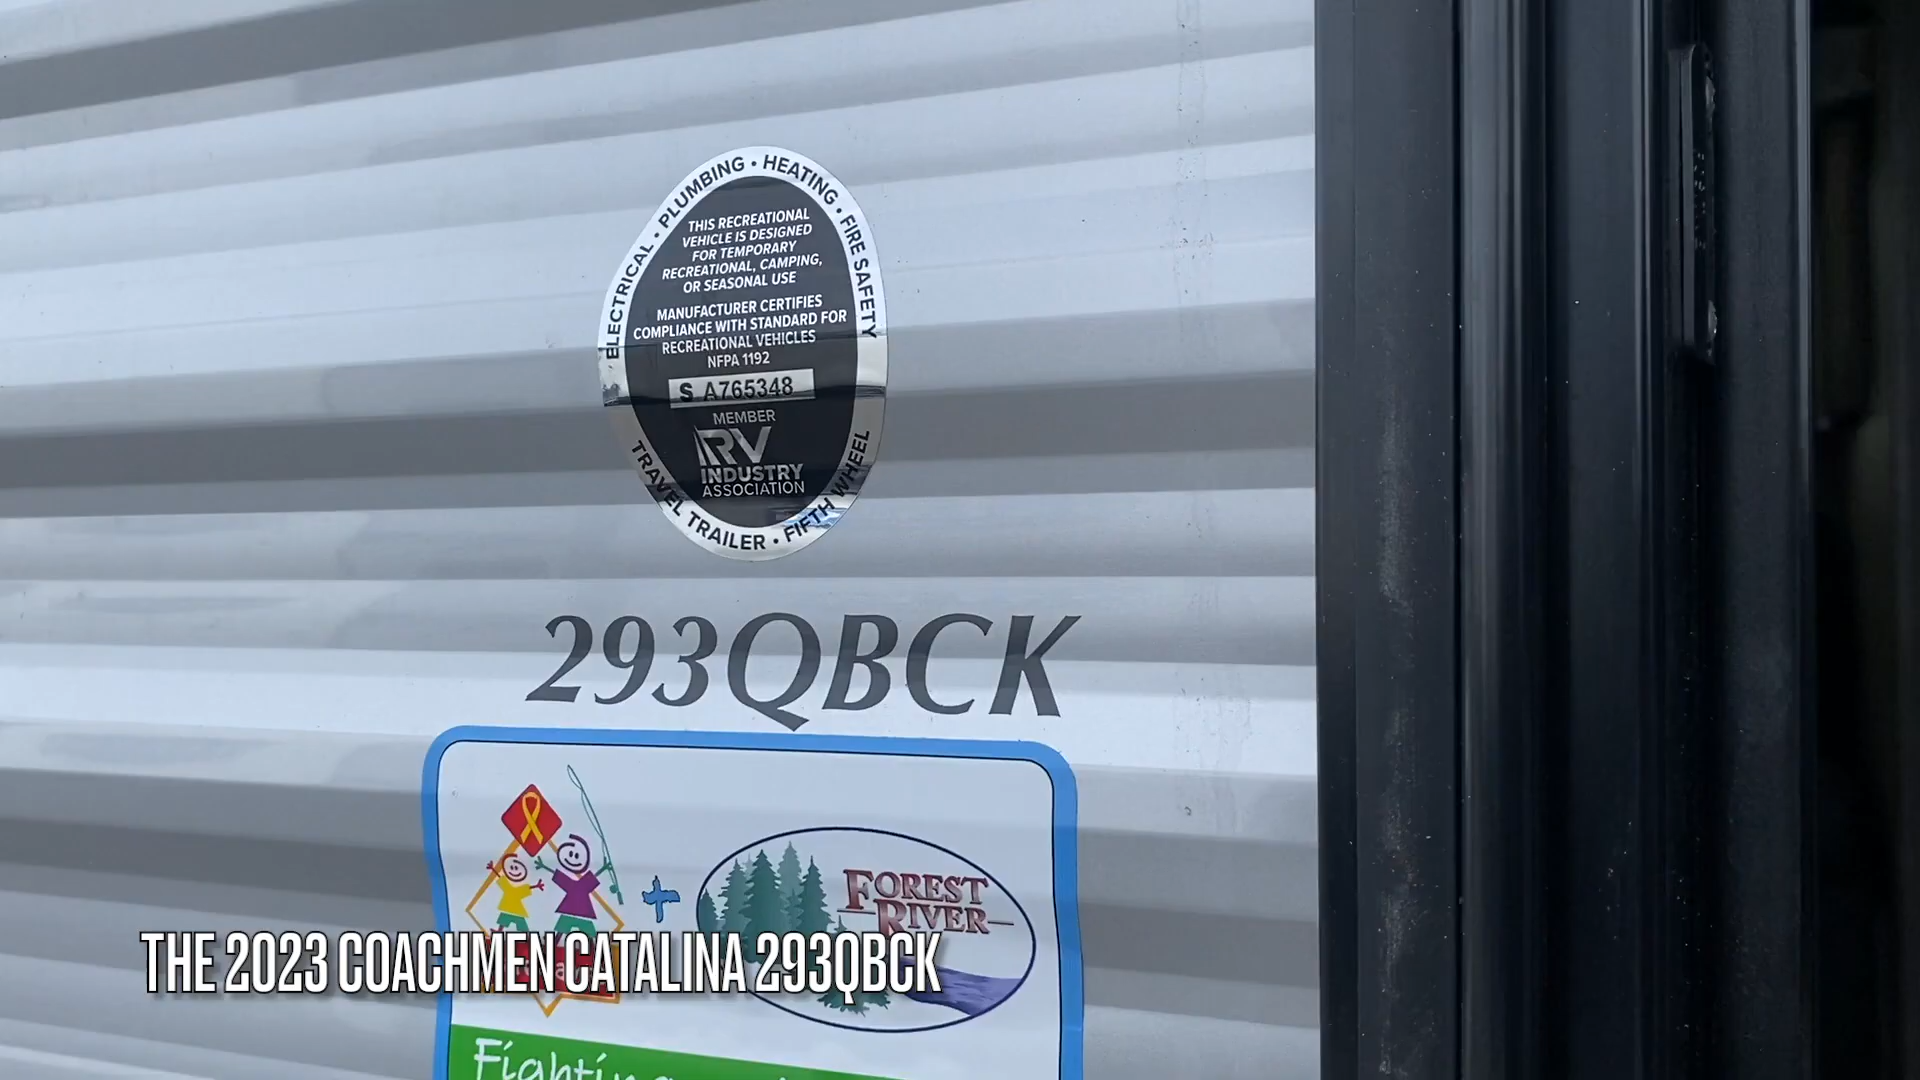 ELECTRICAL • PLUMBING • HEATING • FIRE SAFETY
THIS RECREATIONAL
VEHICLE IS DESIGNED
FOR TEMPORARY
RECREATIONAL, CAMPING,
OR SEASONAL USE
MANUFACTURER CERTIFIES
COMPLIANCE WITH STANDARD FOR
RECREATIONAL VEHICLES
NFPA 1192
S A765348
MEMBER
RV
INDUSTRY
ASSOCIATION
TRAVEL TRAILER • FIFTH WHEEL
293QBCK
FOREST
RIVER
THE 2023 COACHMEN CATALINA 293QBCK